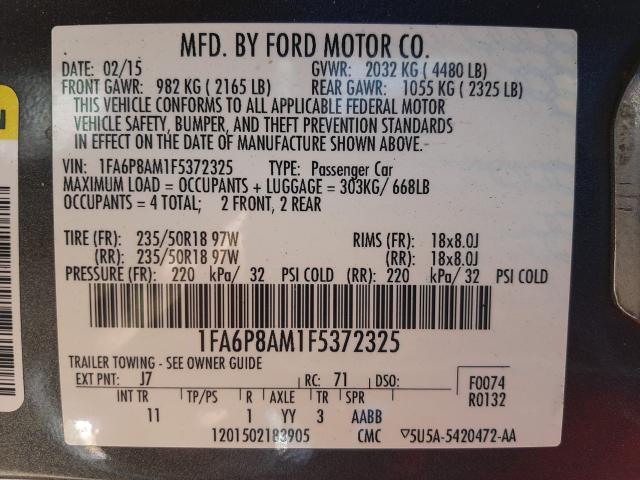 MFD. BY FORD MOTOR CO.
DATE: 02/15 GVWR: 2032 KG ( 4480 LB)
FRONT GAWR: 982 KG ( 2165 LB) REAR GAWR: 1055 KG ( 2325 LB)
THIS VEHICLE CONFORMS TO ALL APPLICABLE FEDERAL MOTOR
VEHICLE SAFETY, BUMPER, AND THEFT PREVENTION STANDARDS
IN EFFECT ON THE DATE OF MANUFACTURE SHOWN ABOVE.
VIN: 1FA6P8AM1F5372325 TYPE: Passenger Car
MAXIMUM LOAD = OCCUPANTS + LUGGAGE = 303KG/ 668LB
OCCUPANTS = 4 TOTAL; 2 FRONT, 2 REAR
TIRE (FR): 235/50R18 97W RIMS (FR): 18x8.0J
(RR): 235/50R18 97W (RR): 18x8.0J
PRESSURE (FR): 220 kPa/ 32 PSI COLD (RR): 220 kPa/ 32 PSI COLD
1FA6P8AM1F5372325
TRAILER TOWING - SEE OWNER GUIDE
EXT PNT: J7 RC: 71 DSO: F0074
INT TR TP/PS R AXLE TR SPR R0132
11 1 YY 3 AABB
1201502183905 CMC ▽5U5A-5420472-AA